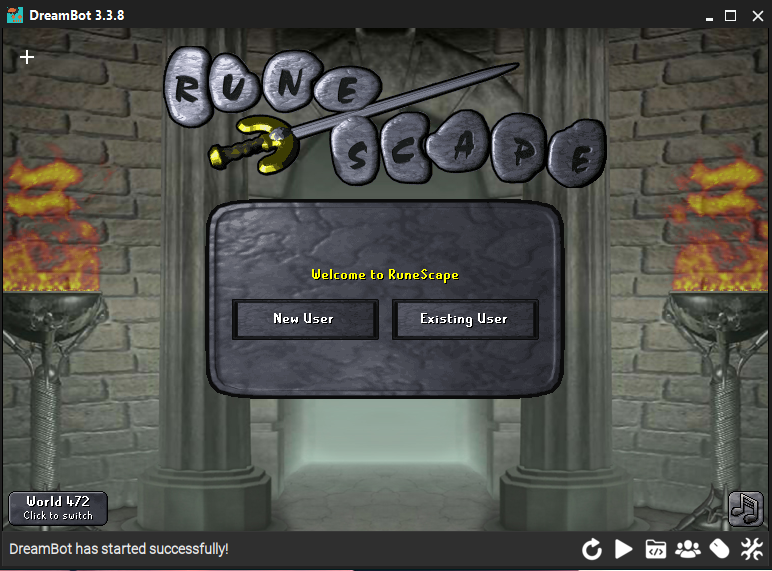 DreamBot 3.3.8
RUNE
SCAPE
Welcome to RuneScape
New User
Existing User
World 472
Click to switch
DreamBot has started successfully!